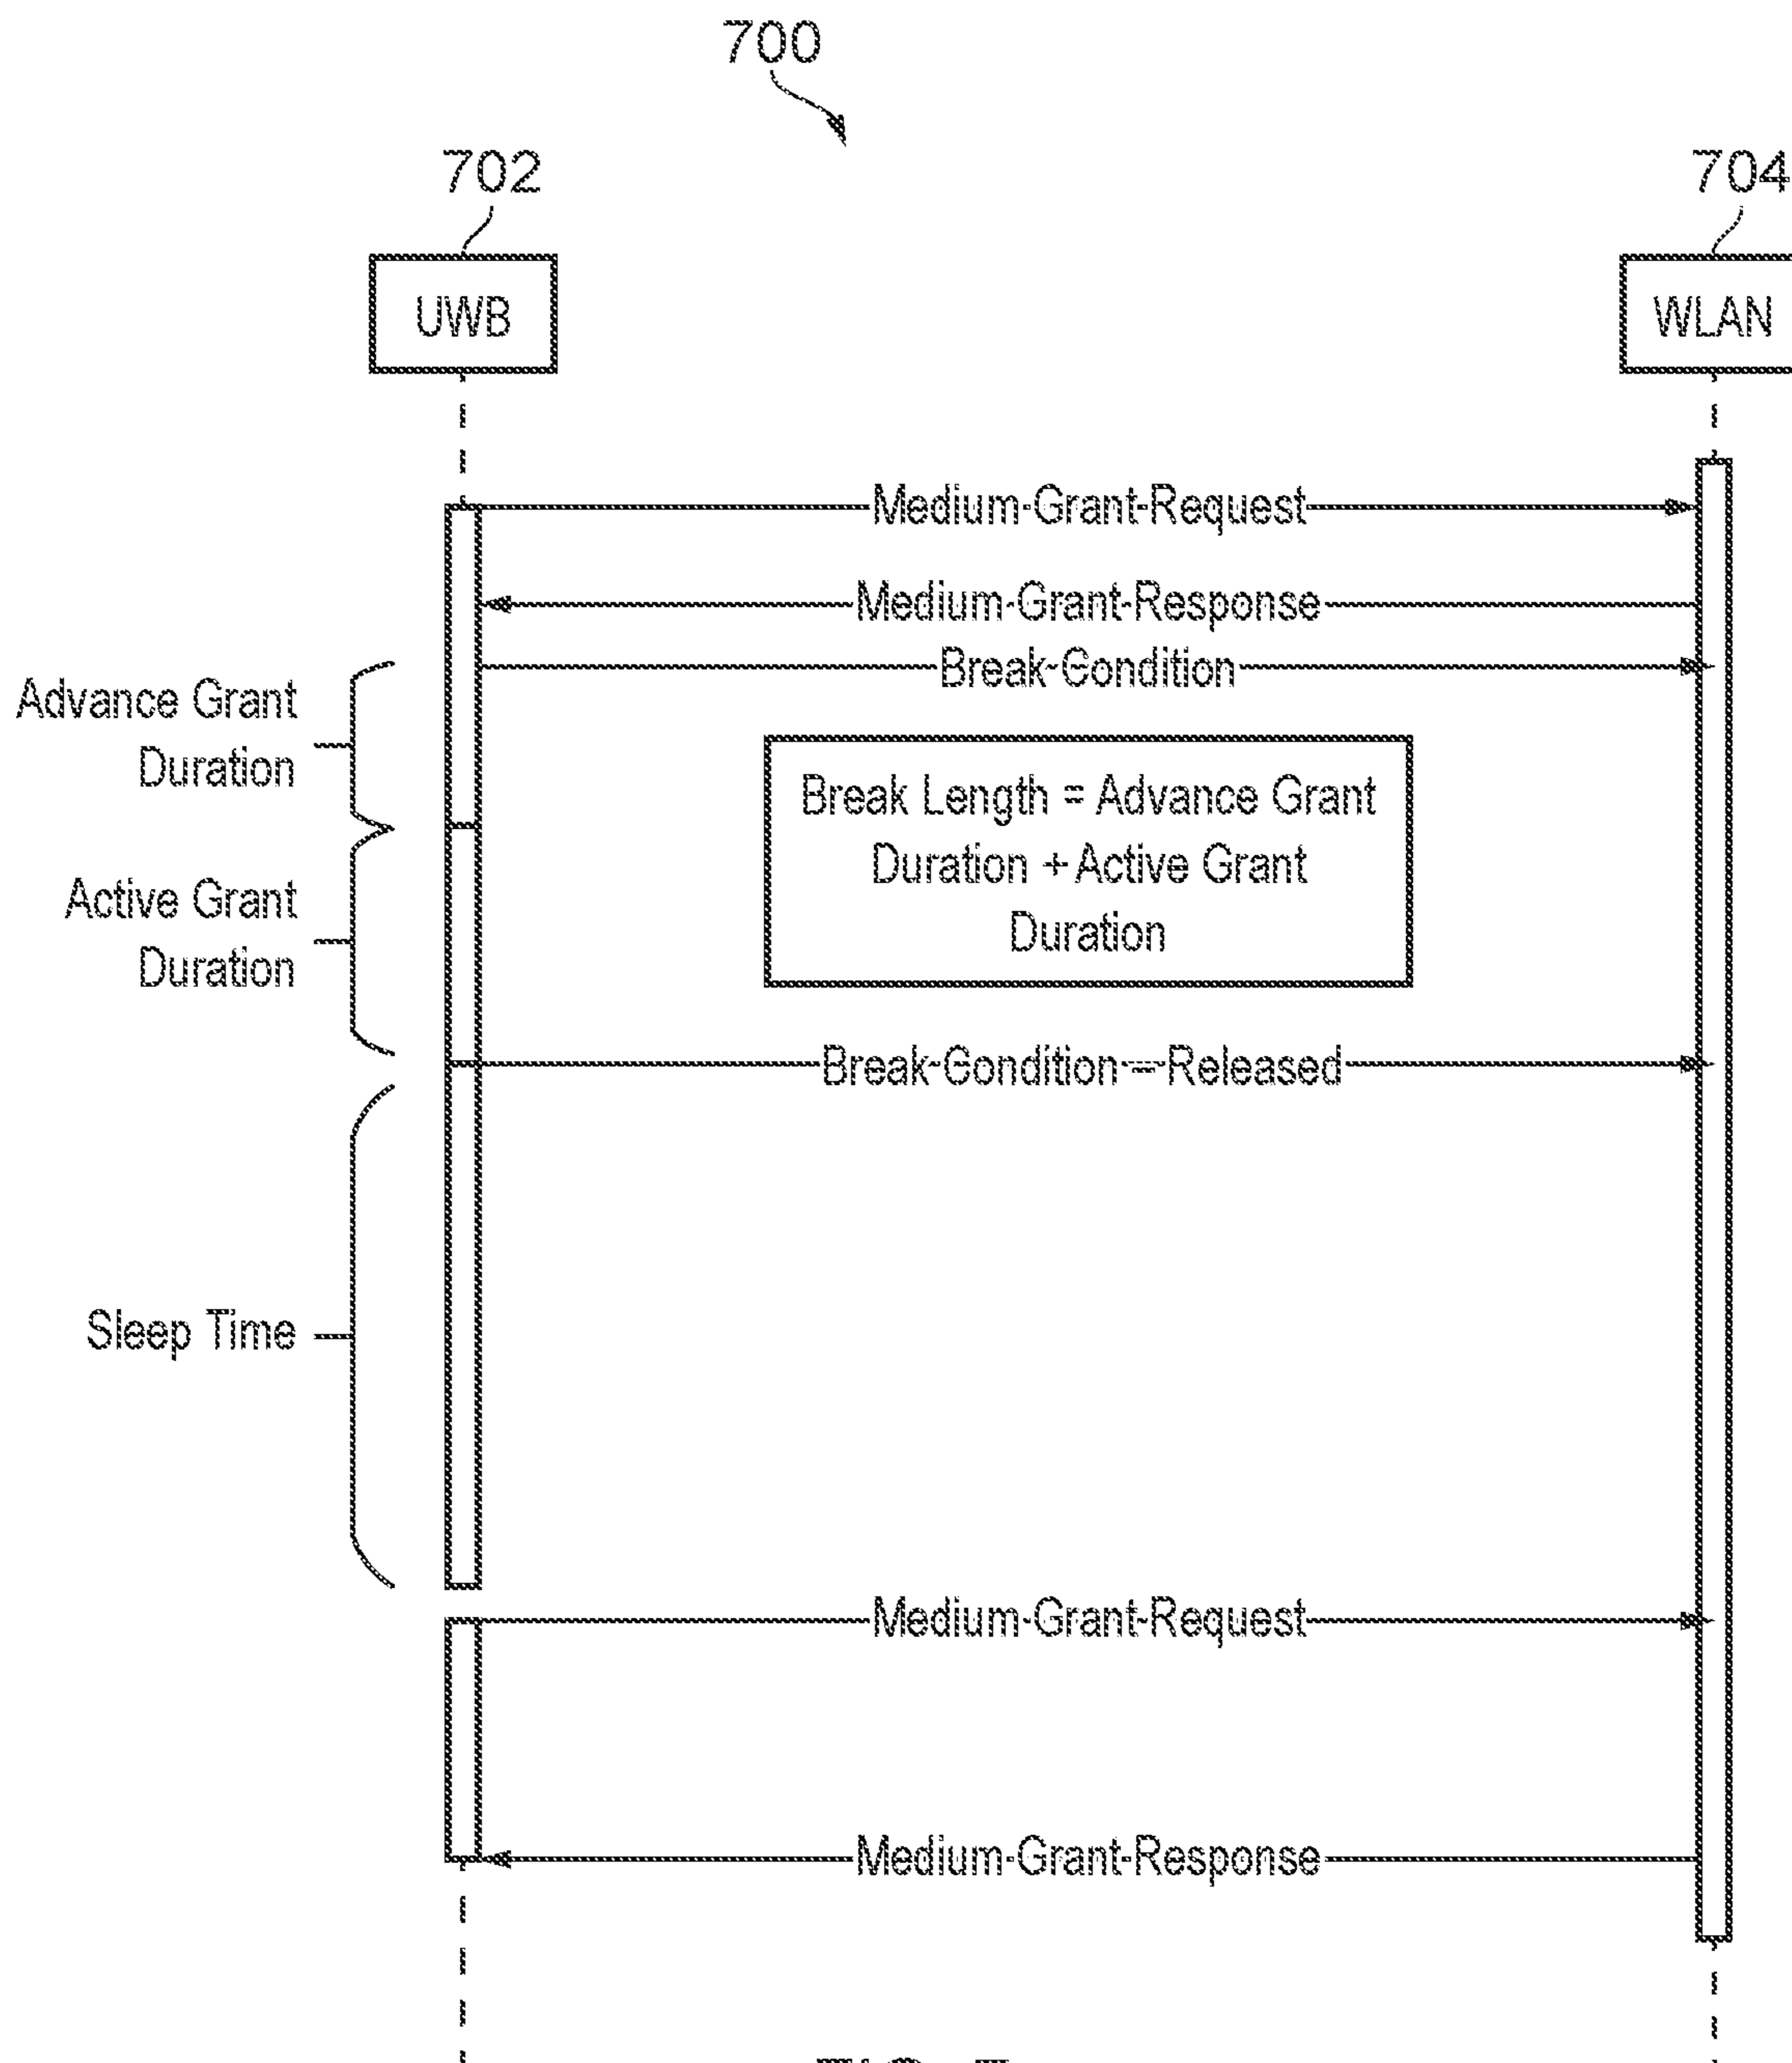 700
702
704
UWB
WLAN
Medium-Grant-Request
Medium-Grant-Response
Break-Condition
Advance Grant
Duration
Break Length = Advance Grant
Duration + Active Grant
Duration
Active Grant
Duration
Break-Condition = Released
Sleep Time
Medium-Grant-Request
Medium-Grant-Response